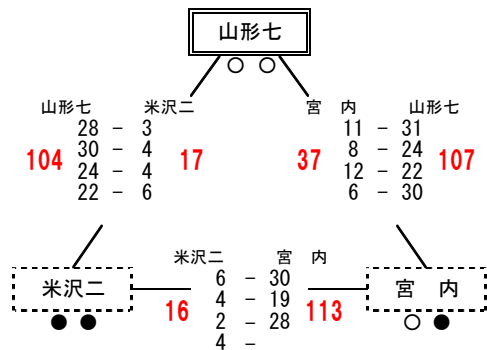 山形七
○ ○
山形七 米沢二
28 - 3
30 - 4
24 - 4
22 - 6
104 17
宮 内 山形七
11 - 31
8 - 24
12 - 22
6 - 30
37 107
米沢二 宮 内
6 - 30
4 - 19
2 - 28
4 -
16 113
米沢二
● ●
宮 内
○ ●